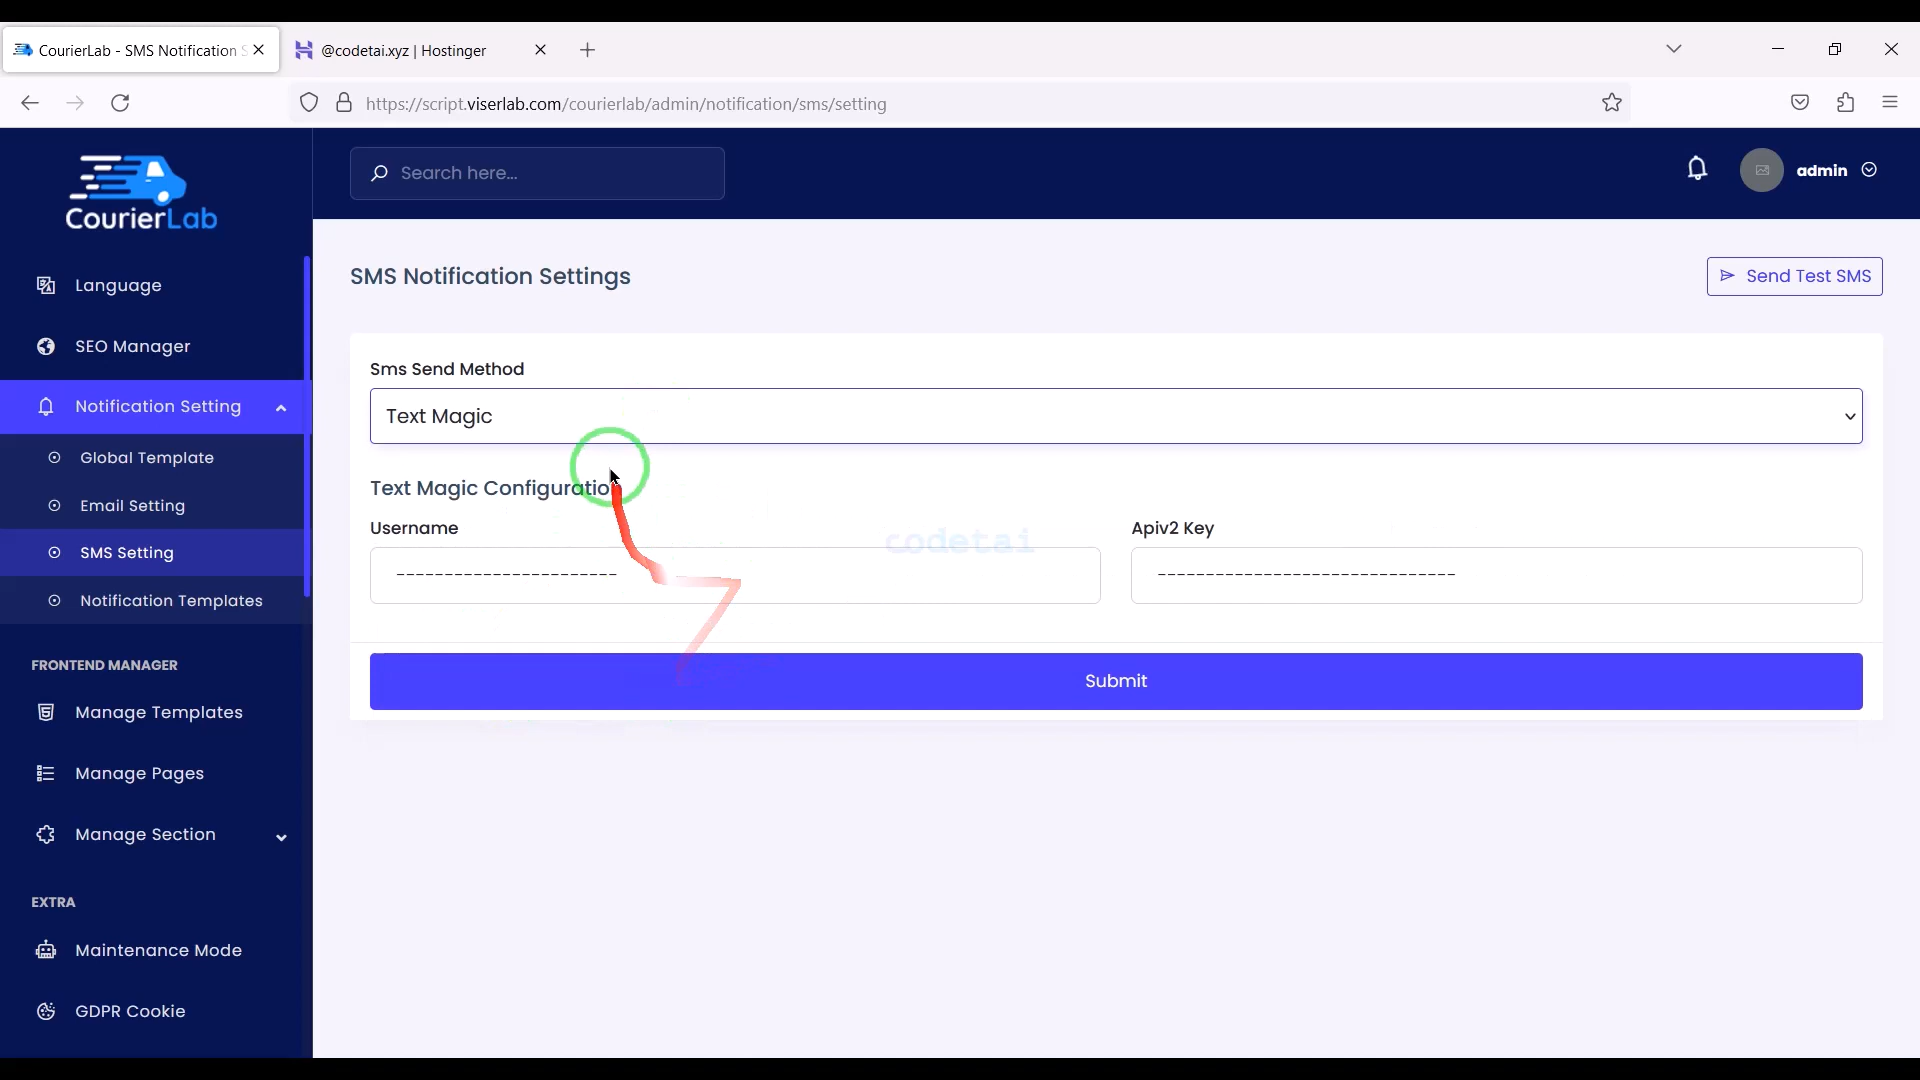 CourierLab - SMS Notification S
@codetai.xyz | Hostinger
https://script.viserlab.com/courierlab/admin/notification/sms/setting
CourierLab
Search here...
admin
Language
SEO Manager
Notification Setting
Global Template
Email Setting
SMS Setting
Notification Templates
FRONTEND MANAGER
Manage Templates
Manage Pages
Manage Section
EXTRA
Maintenance Mode
GDPR Cookie
SMS Notification Settings
Send Test SMS
Sms Send Method
Text Magic
Text Magic Configuration
Username
Apiv2 Key
codetai
-----------------------
-------------------------------
Submit